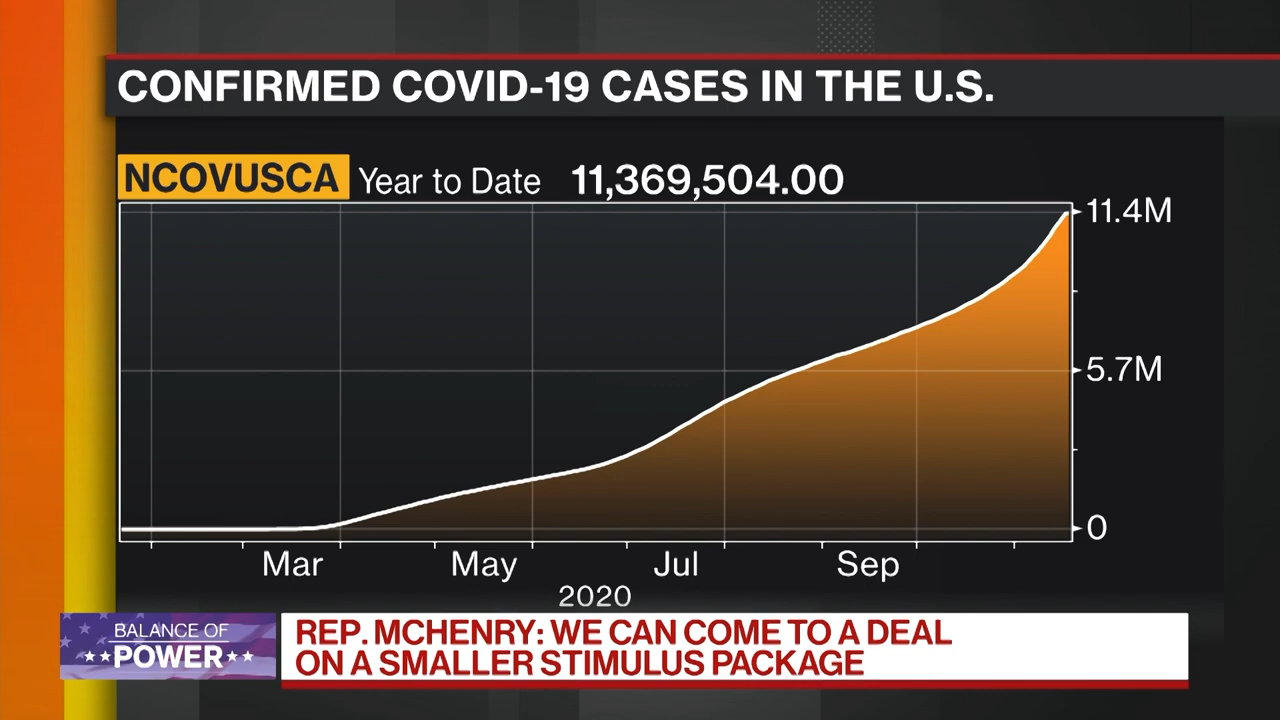 CONFIRMED COVID-19 CASES IN THE U.S.
NCOVUSCA Year to Date 11,369,504.00
11.4M
5.7M
0
Mar May Jul Sep
2020
BALANCE OF
POWER
REP. MCHENRY: WE CAN COME TO A DEAL
ON A SMALLER STIMULUS PACKAGE